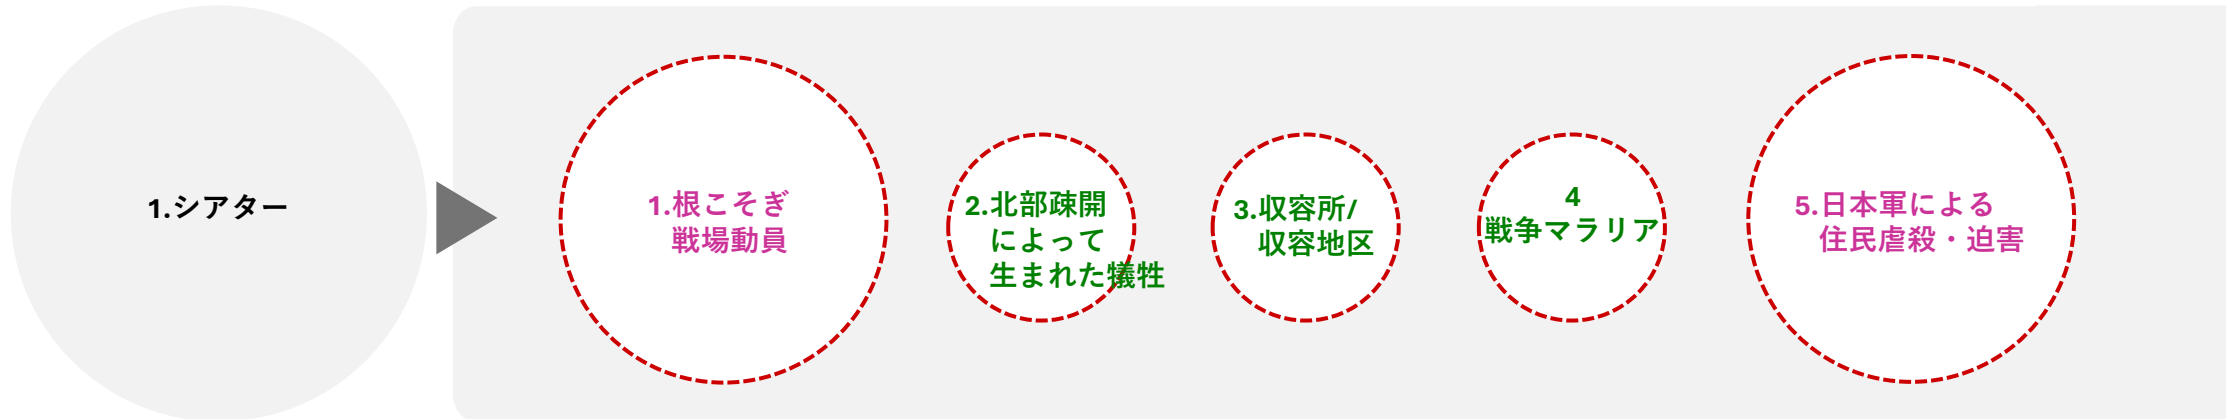 1.シアター
1.根こそぎ
戦場動員
2.北部疎開
によって
生まれた犠牲
3.収容所/
収容地区
4
戦争マラリア
5.日本軍による
住民虐殺・迫害